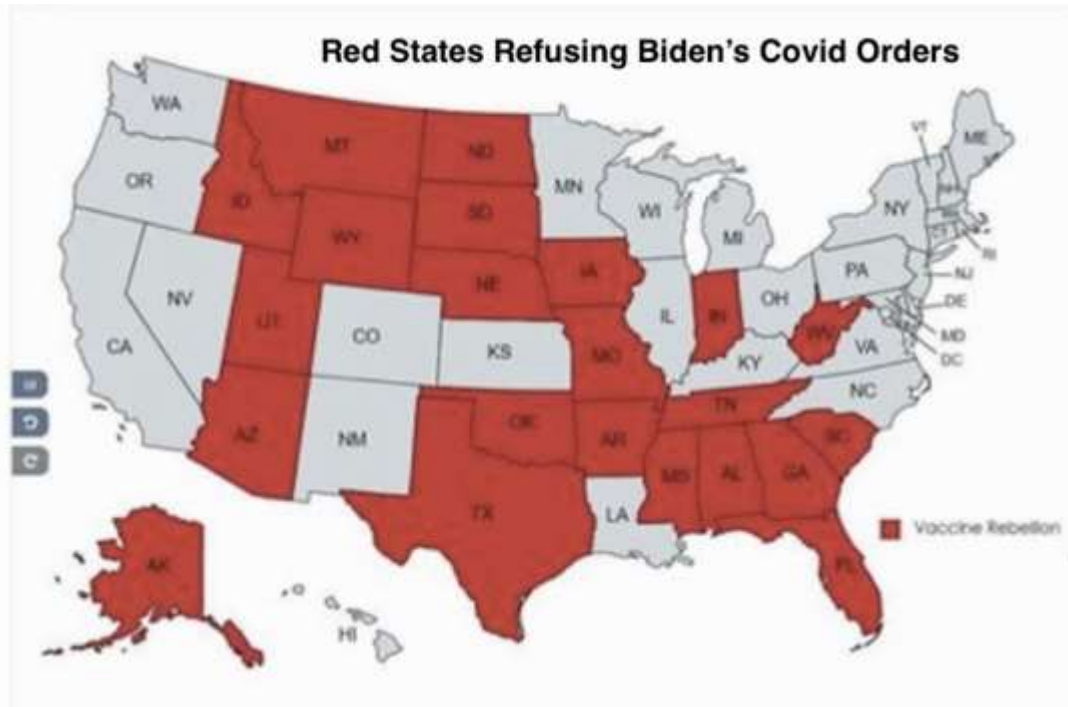 Red States Refusing Biden's Covid Orders
WA
MT
ND
MN
ME
VT
OR
ID
SD
WI
MI
NY
NH
WY
IA
PA
CT
RI
NJ
NE
NV
UT
CO
IL
IN
OH
DE
WV
MD
CA
KS
MO
KY
VA
DC
NC
TN
AZ
NM
OK
AR
SC
MS
AL
GA
TX
LA
Vaccine Rebellion
AK
FL
HI